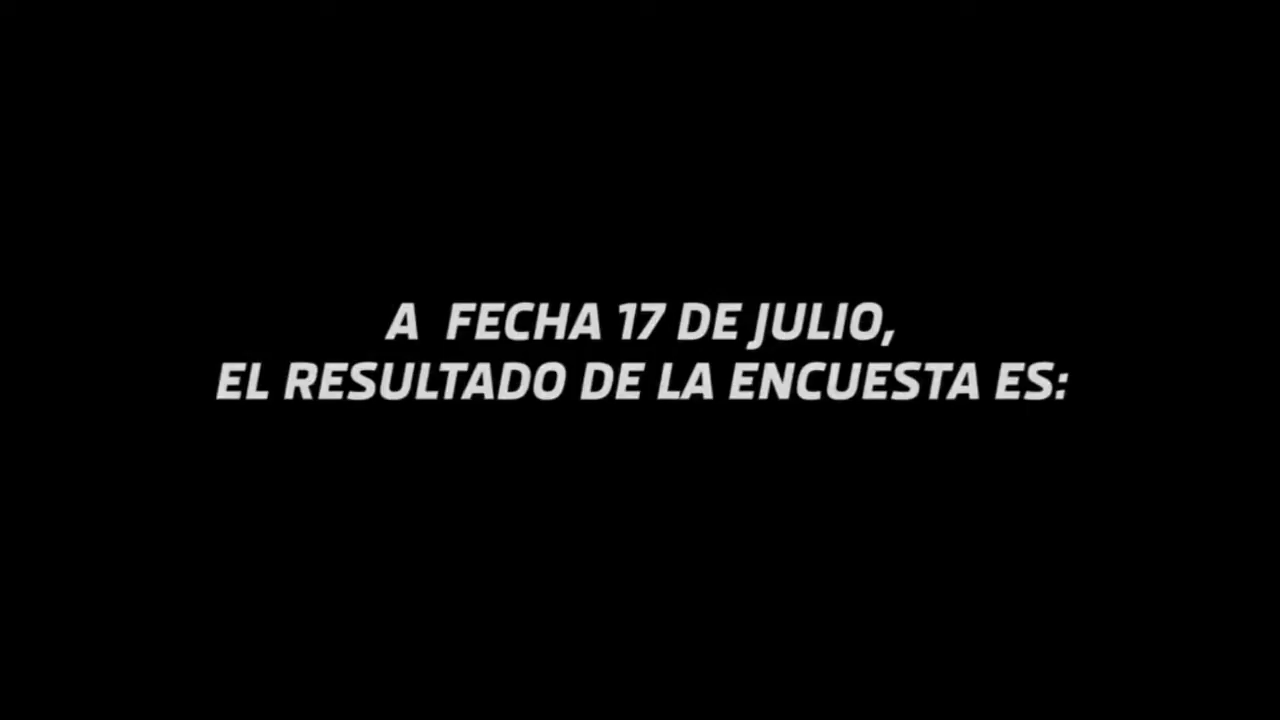 A  FECHA 17 DE JULIO,
EL RESULTADO DE LA ENCUESTA ES: